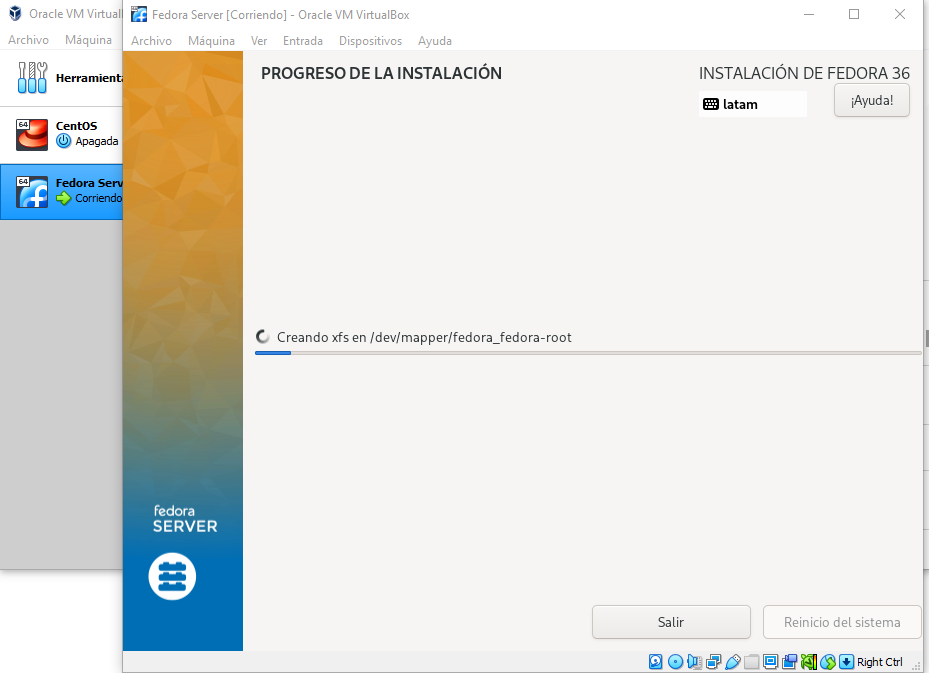 Oracle VM Virtuall
Archivo Máquina
Herramienta
64
CentOS
Apagada
64
Fedora Serv
Corriendo
Fedora Server [Corriendo] - Oracle VM VirtualBox
Archivo Máquina Ver Entrada Dispositivos Ayuda
PROGRESO DE LA INSTALACIÓN
INSTALACIÓN DE FEDORA 36
latam
¡Ayuda!
Creando xfs en /dev/mapper/fedora_fedora-root
fedora
SERVER
Salir
Reinicio del sistema
Right Ctrl